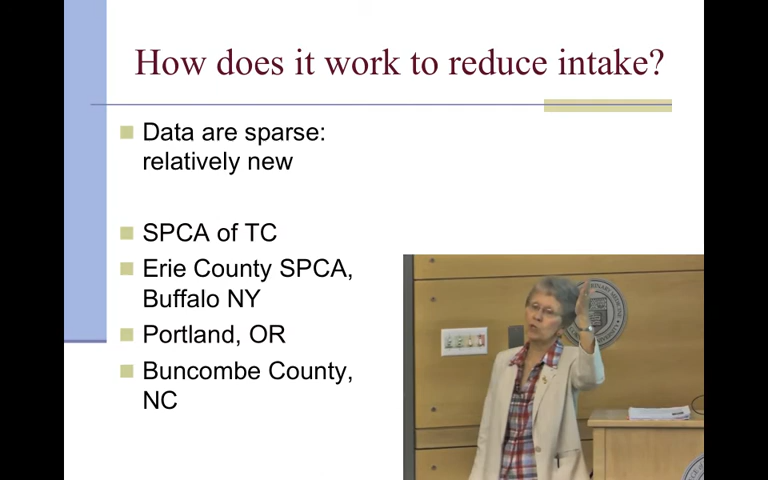 How does it work to reduce intake?
Data are sparse:
relatively new
SPCA of TC
Erie County SPCA,
Buffalo NY
Portland, OR
Buncombe County,
NC